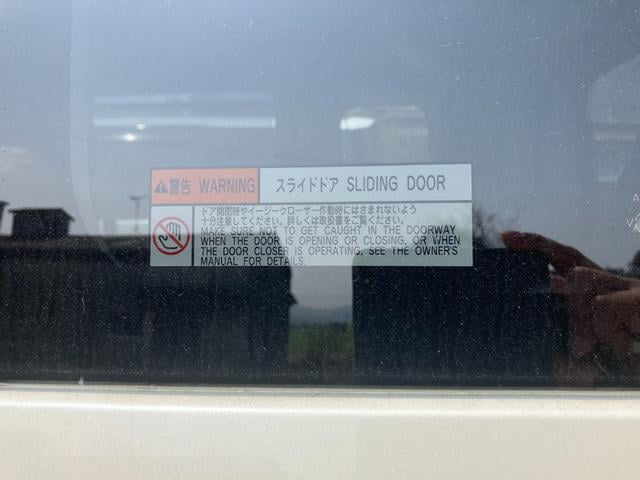 警告 WARNING スライドドア SLIDING DOOR
ドア開閉時やイージークローザー作動時にはさまれないよう
十分注意してください。詳しくは取扱書をご覧ください。
MAKE SURE NOT TO GET CAUGHT IN THE DOORWAY
WHEN THE DOOR IS OPENING OR CLOSING, OR WHEN
THE DOOR CLOSER IS OPERATING, SEE THE OWNER'S
MANUAL FOR DETAILS.